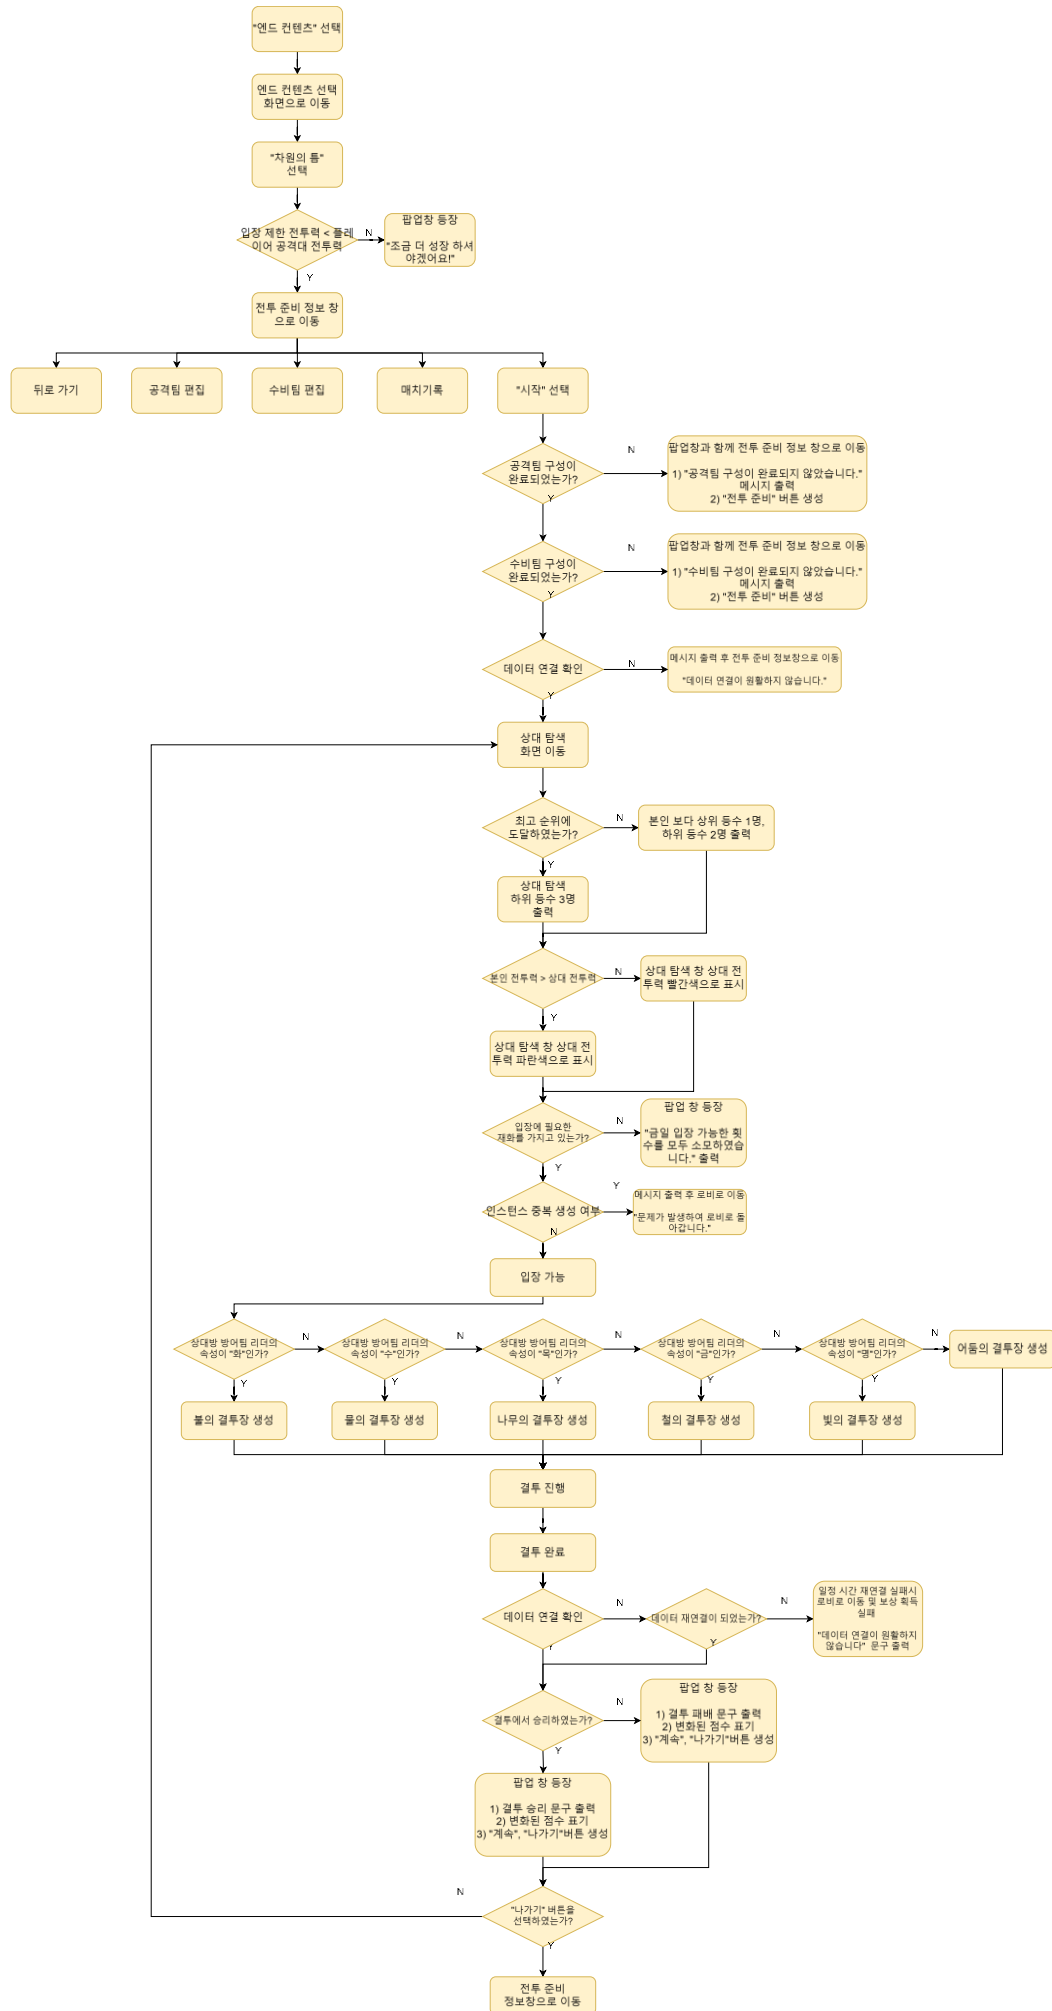 "엔드 컨텐츠" 선택
엔드 컨텐츠 선택
화면으로 이동
"차원의 틈"
선택
입장 제한 전투력 < 플레
이어 공격대 전투력
N
팝업창 등장
"조금 더 성장 하셔
야겠어요!"
Y
전투 준비 정보 창
으로 이동
뒤로 가기
공격팀 편집
수비팀 편집
매치기록
"시작" 선택
공격팀 구성이
완료되었는가?
N
팝업창과 함께 전투 준비 정보 창으로 이동
1) "공격팀 구성이 완료되지 않았습니다."
메시지 출력
2) "전투 준비" 버튼 생성
Y
수비팀 구성이
완료되었는가?
N
팝업창과 함께 전투 준비 정보 창으로 이동
1) "수비팀 구성이 완료되지 않았습니다."
메시지 출력
2) "전투 준비" 버튼 생성
Y
데이터 연결 확인
N
메시지 출력 후 전투 준비 정보창으로 이동
"데이터 연결이 원활하지 않습니다."
Y
상대 탐색
화면 이동
최고 순위에
도달하였는가?
N
본인 보다 상위 등수 1명,
하위 등수 2명 출력
Y
상대 탐색
하위 등수 3명
출력
본인 전투력 > 상대 전투력
N
상대 탐색 창 상대 전
투력 빨간색으로 표시
Y
상대 탐색 창 상대 전
투력 파란색으로 표시
입장에 필요한
재화를 가지고 있는가?
N
팝업 창 등장
"금일 입장 가능한 횟
수를 모두 소모하였습
니다." 출력
Y
인스턴스 중복 생성 여부
Y
메시지 출력 후 로비로 이동
"문제가 발생하여 로비로 돌
아갑니다."
N
입장 가능
상대방 방어팀 리더의
속성이 "화"인가?
N
상대방 방어팀 리더의
속성이 "수"인가?
N
상대방 방어팀 리더의
속성이 "목"인가?
N
상대방 방어팀 리더의
속성이 "금"인가?
N
상대방 방어팀 리더의
속성이 "명"인가?
N
어둠의 결투장 생성
Y
Y
Y
Y
Y
불의 결투장 생성
물의 결투장 생성
나무의 결투장 생성
철의 결투장 생성
빛의 결투장 생성
결투 진행
결투 완료
데이터 연결 확인
N
데이터 재연결이 되었는가?
N
일정 시간 재연결 실패시
로비로 이동 및 보상 획득
실패
"데이터 연결이 원활하지
않습니다" 문구 출력
Y
Y
결투에서 승리하였는가?
N
팝업 창 등장
1) 결투 패배 문구 출력
2) 변화된 점수 표기
3) "계속", "나가기"버튼 생성
Y
팝업 창 등장
1) 결투 승리 문구 출력
2) 변화된 점수 표기
3) "계속", "나가기"버튼 생성
N
"나가기" 버튼을
선택하였는가?
Y
전투 준비
정보창으로 이동